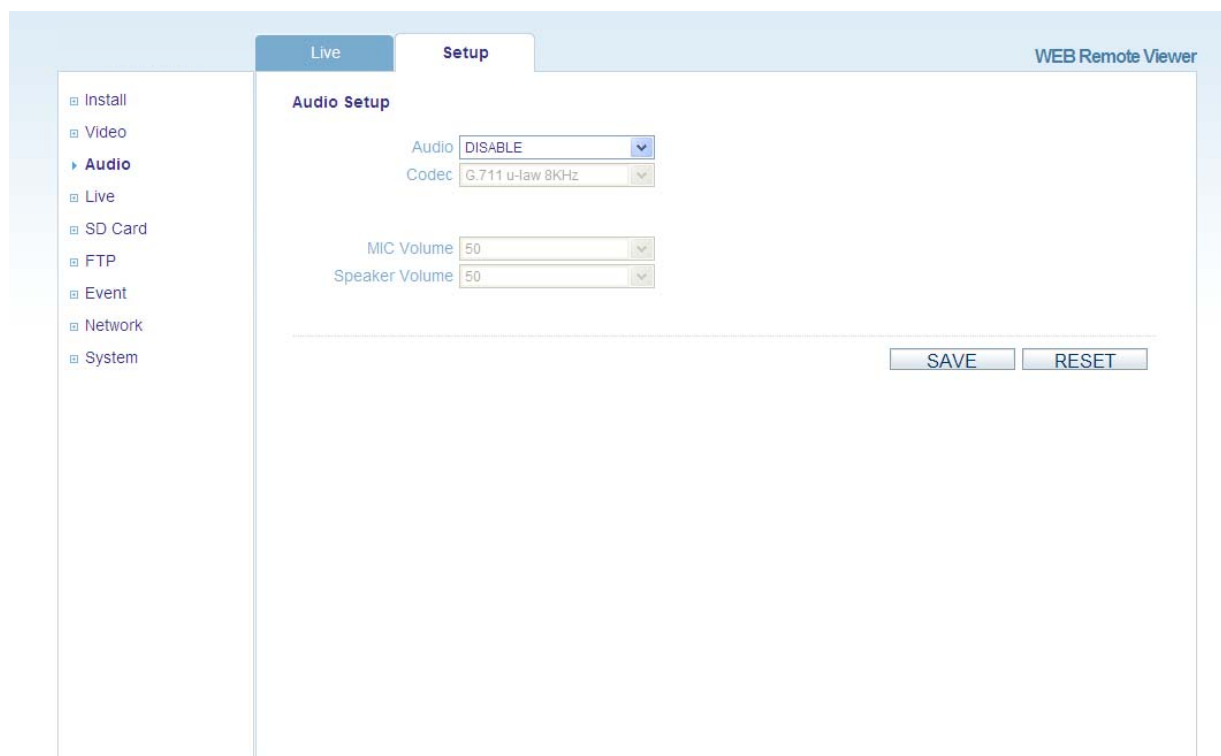 Live
Setup
WEB Remote Viewer
Install
Video
Audio
Live
SD Card
FTP
Event
Network
System
Audio Setup
Audio DISABLE
Codec G.711 u-law 8KHz
MIC Volume 50
Speaker Volume 50
SAVE RESET